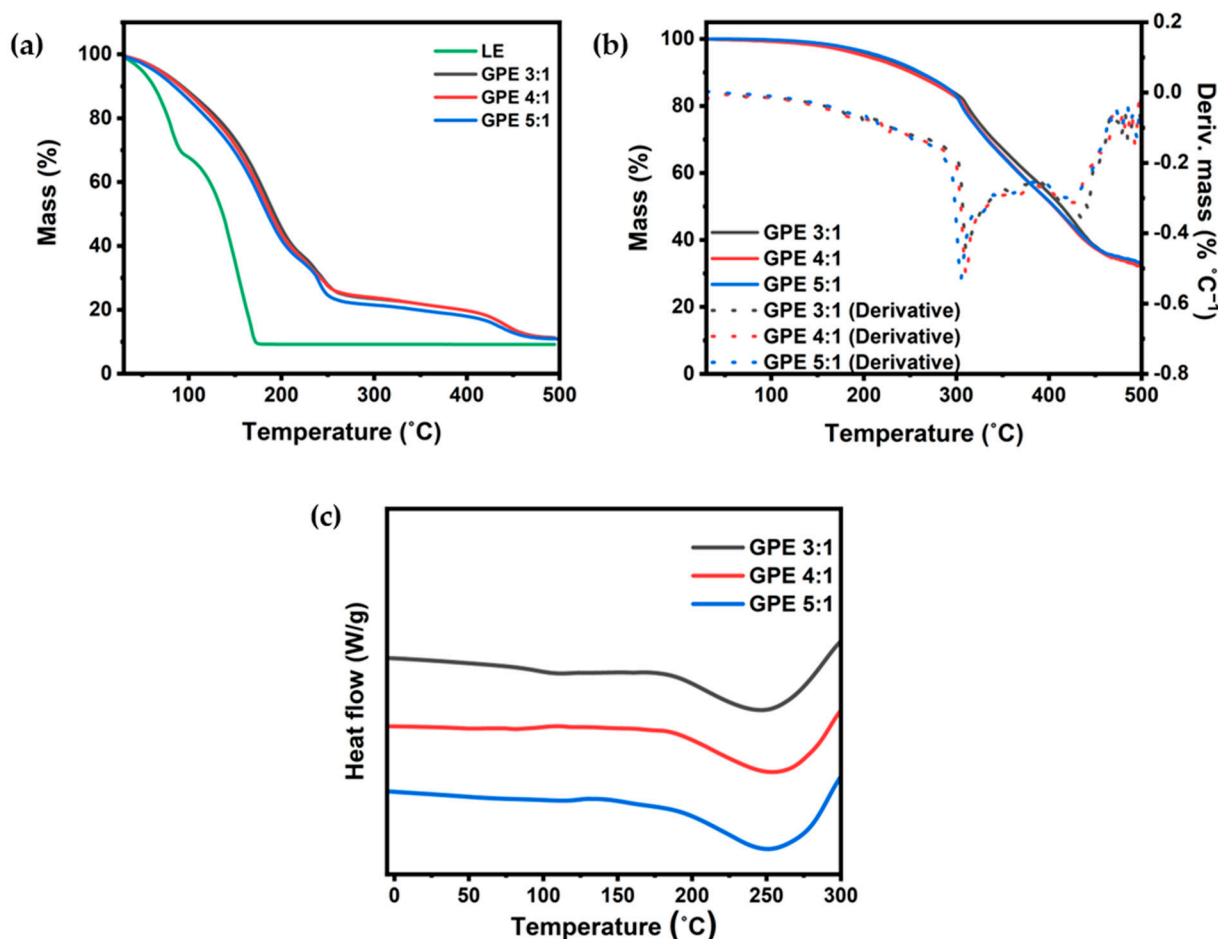 (a)
Mass (%)
100
80
60
40
20
0
LE
GPE 3:1
GPE 4:1
GPE 5:1
100
200
300
400
500
Temperature (˚C)
(b)
Mass (%)
100
80
60
40
20
0
GPE 3:1
GPE 4:1
GPE 5:1
GPE 3:1 (Derivative)
GPE 4:1 (Derivative)
GPE 5:1 (Derivative)
0.2
0.0
-0.2
-0.4
-0.6
-0.8
Deriv. mass (% ˚C⁻¹)
100
200
300
400
500
Temperature (˚C)
(c)
Heat flow (W/g)
GPE 3:1
GPE 4:1
GPE 5:1
0
50
100
150
200
250
300
Temperature (˚C)